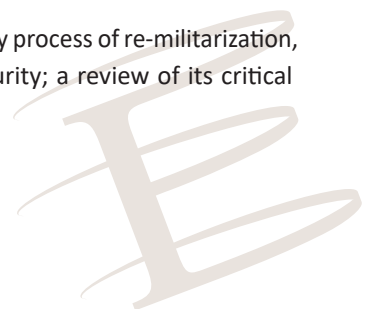 y process of re-militarization,
urity; a review of its critical